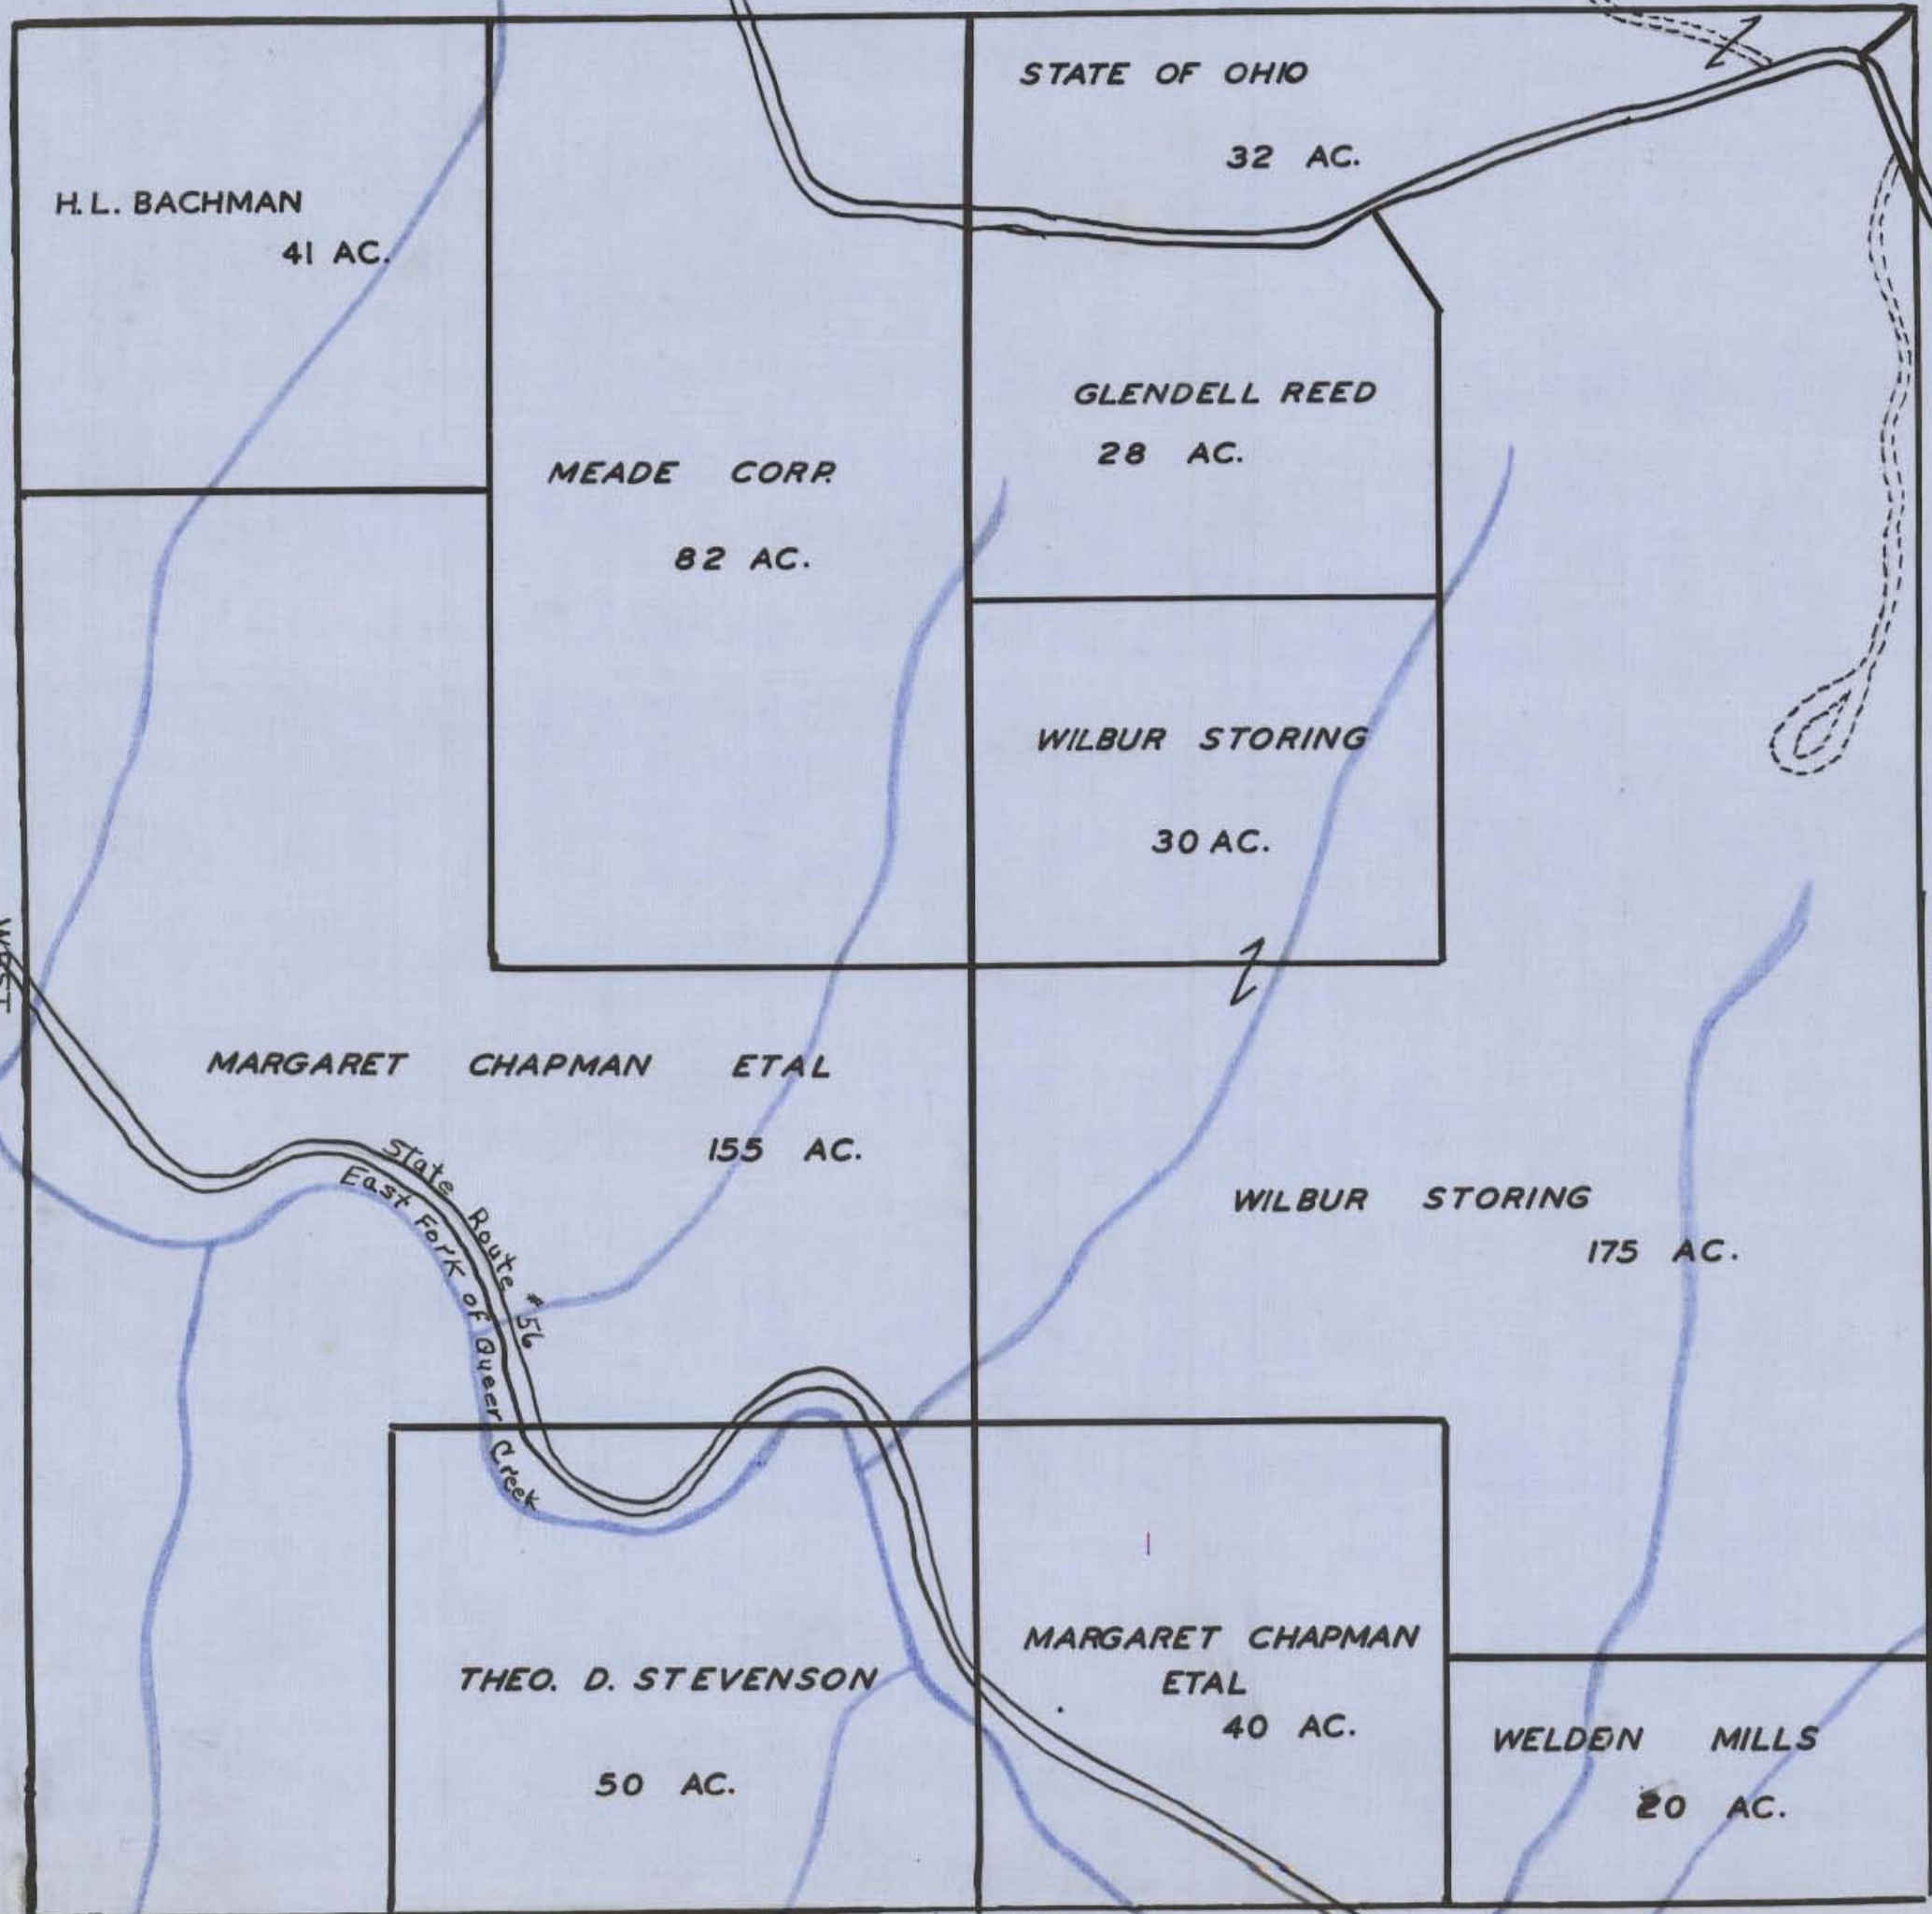 STATE OF OHIO
32 AC.
H.L. BACHMAN
41 AC.
GLENDELL REED
28 AC.
MEADE CORP.
82 AC.
WILBUR STORING
30 AC.
WEST
MARGARET CHAPMAN ETAL
155 AC.
State Route # 56
East Fork of Queer Creek
WILBUR STORING
175 AC.
MARGARET CHAPMAN
ETAL
40 AC.
THEO. D. STEVENSON
50 AC.
WELDEN MILLS
20 AC.